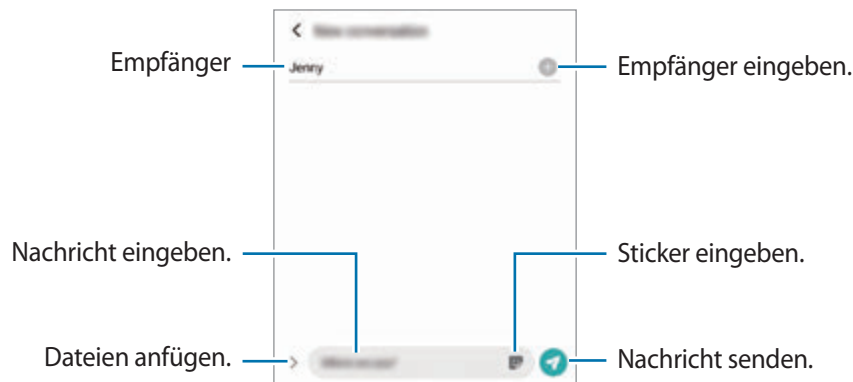 Empfänger
Jenny
Empfänger eingeben.
Nachricht eingeben.
Sticker eingeben.
Dateien anfügen.
Nachricht senden.